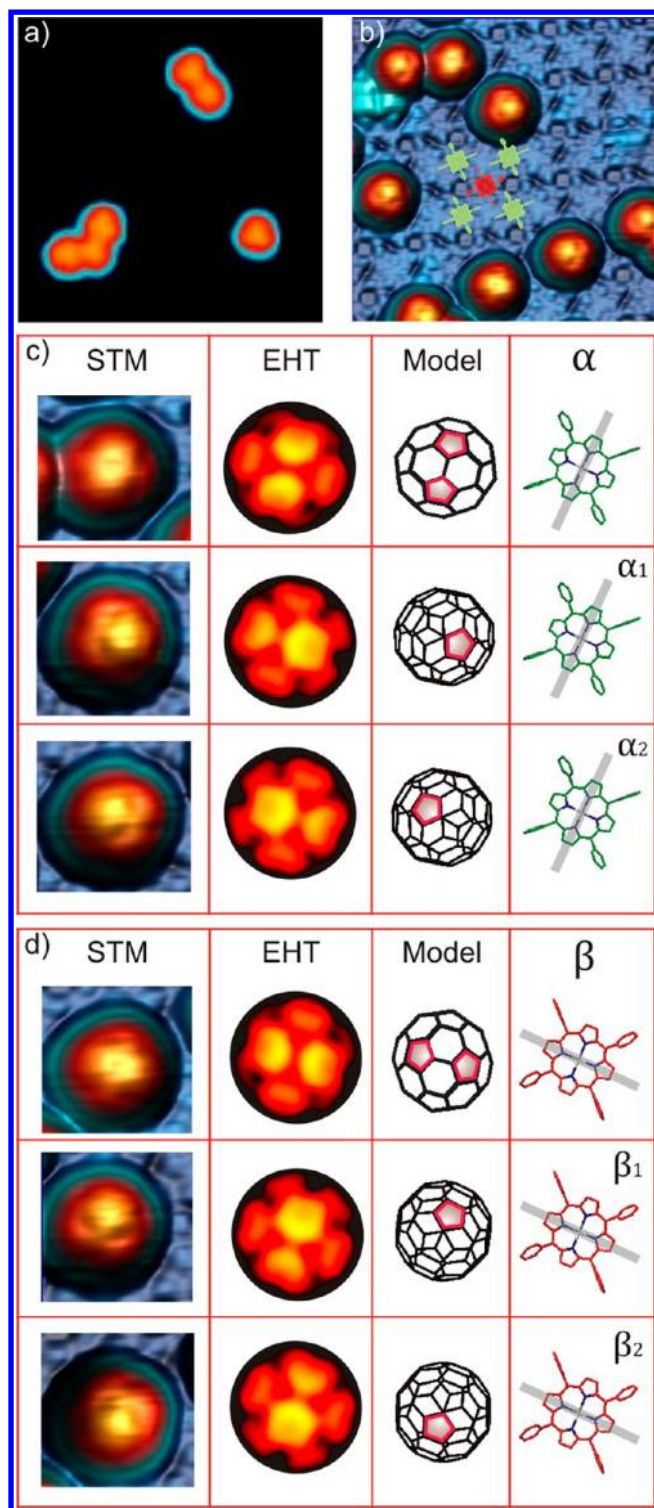 a)
b)
c)
STM EHT Model α
α1
α2
d)
STM EHT Model β
β1
β2